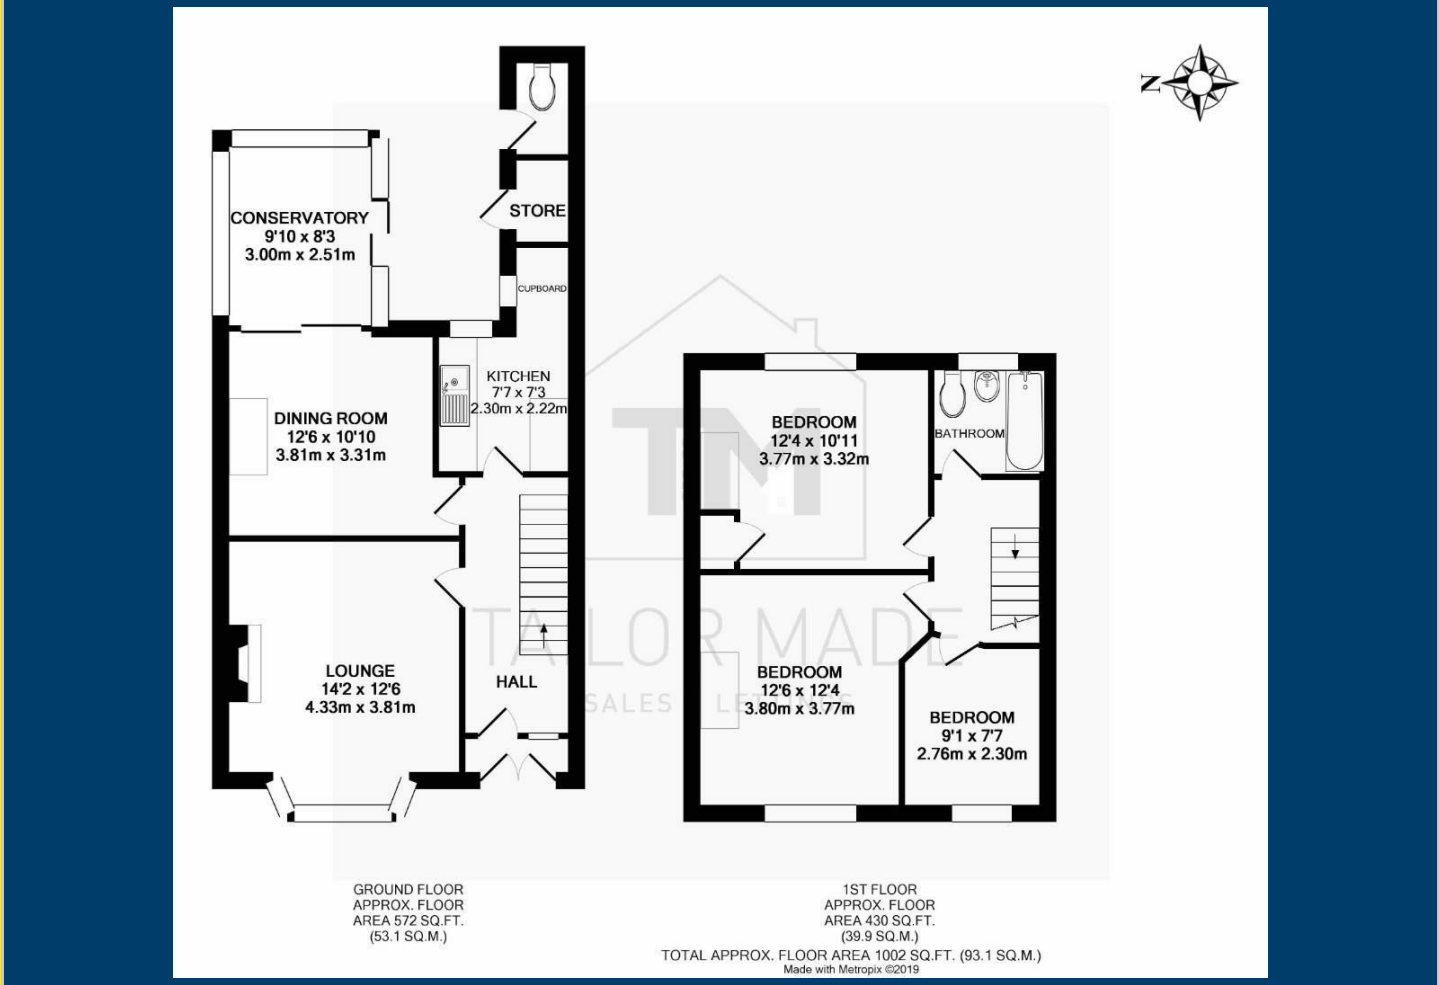 N
CONSERVATORY
9'10 x 8'3
3.00m x 2.51m
STORE
CUPBOARD
KITCHEN
7'7 x 7'3
2.30m x 2.22m
DINING ROOM
12'6 x 10'10
3.81m x 3.31m
LOUNGE
14'2 x 12'6
4.33m x 3.81m
HALL
BEDROOM
12'4 x 10'11
3.77m x 3.32m
BATHROOM
BEDROOM
12'6 x 12'4
3.80m x 3.77m
BEDROOM
9'1 x 7'7
2.76m x 2.30m
TM
TAILOR MADE
SALES LETTINGS
GROUND FLOOR
APPROX. FLOOR
AREA 572 SQ.FT.
(53.1 SQ.M.)
1ST FLOOR
APPROX. FLOOR
AREA 430 SQ.FT.
(39.9 SQ.M.)
TOTAL APPROX. FLOOR AREA 1002 SQ.FT. (93.1 SQ.M.)
Made with Metropix ©2019